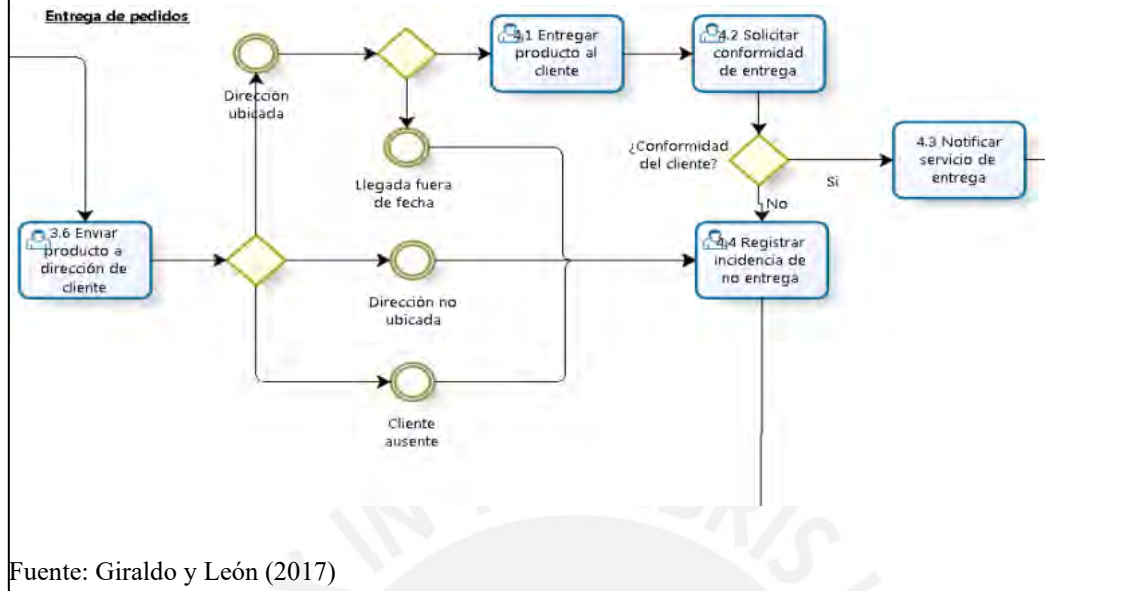 Entrega de pedidos
4.1 Entregar
producto al
cliente
4.2 Solicitar
conformidad
de entrega
Dirección
ubicada
¿Conformidad
del cliente?
Si
4.3 Notificar
servicio de
entrega
Llegada fuera
de fecha
No
3.6 Enviar
producto a
dirección de
cliente
4.4 Registrar
incidencia de
no entrega
Dirección no
ubicada
Cliente
ausente
Fuente: Giraldo y León (2017)